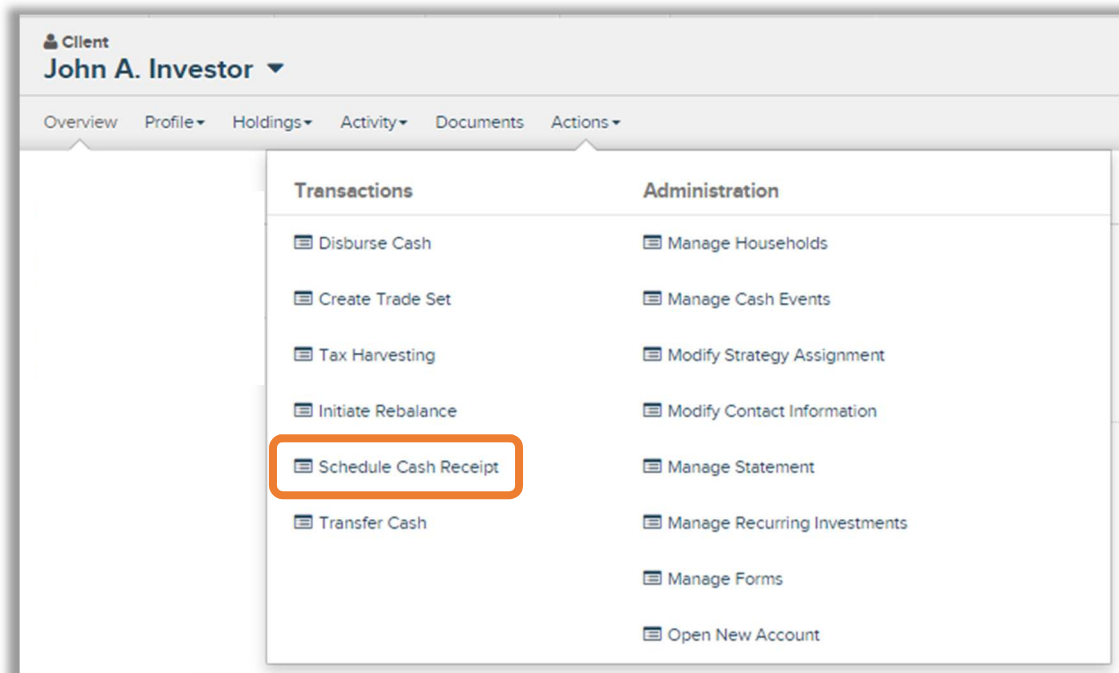 Client
John A. Investor
Overview Profile Holdings Activity Documents Actions
Transactions
Disburse Cash
Create Trade Set
Tax Harvesting
Initiate Rebalance
Schedule Cash Receipt
Transfer Cash
Administration
Manage Households
Manage Cash Events
Modify Strategy Assignment
Modify Contact Information
Manage Statement
Manage Recurring Investments
Manage Forms
Open New Account